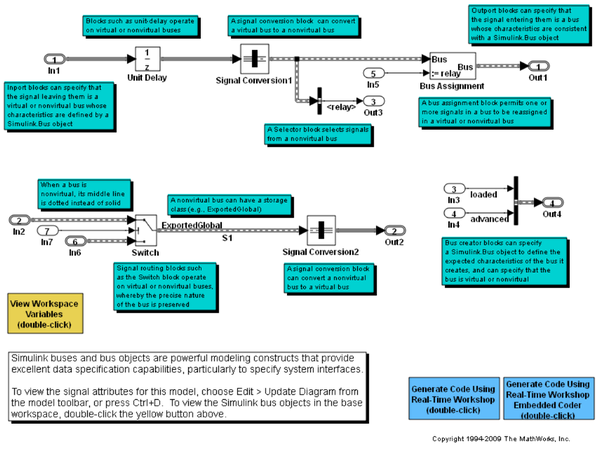 Blocks such as unit delay operate
on virtual or nonvirtual buses
A signal conversion block can convert
a virtual bus to a nonvirtual bus
Outport blocks can specify that
the signal entering them is a bus
whose characteristics are consistent
with a Simulink.Bus object
1
In1
1
z
Unit Delay
Signal Conversion1
Bus
Bus
:= relay
Bus Assignment
1
Out1
5
In5
<relay>
3
Out3
Inport blocks can specify that
the signal leaving them is a
virtual or nonvirtual bus whose
characteristics are defined by a
Simulink.Bus object
A Selector block selects signals
from a nonvirtual bus
A bus assignment block permits one or
more signals in a bus to be reassigned
in a virtual or nonvirtual bus
When a bus is
nonvirtual, its middle line
is dotted instead of solid
A nonvirtual bus can have a storage
class (e.g., ExportedGlobal)
2
In2
7
In7
6
In6
Switch
ExportedGlobal
S1
Signal Conversion2
2
Out2
3
In3
loaded
4
In4
advanced
4
Out4
Signal routing blocks such
as the Switch block operate
on virtual or nonvirtual buses,
whereby the precise nature
of the bus is preserved
A signal conversion block
can convert a nonvirtual
bus to a virtual bus
Bus creator blocks can specify
a Simulink.Bus object to define the
expected characteristics of the bus it
creates, and can specify that the
bus is virtual or nonvirtual
View Workspace
Variables
(double-click)
Simulink buses and bus objects are powerful modeling constructs that provide
excellent data specification capabilities, particularly to specify system interfaces.
To view the signal attributes for this model, choose Edit > Update Diagram from
the model toolbar, or press Ctrl+D. To view the Simulink bus objects in the base
workspace, double-click the yellow button above.
Generate Code Using
Real-Time Workshop
(double-click)
Generate Code Using
Real-Time Workshop
Embedded Coder
(double-click)
Copyright 1994-2009 The MathWorks, Inc.